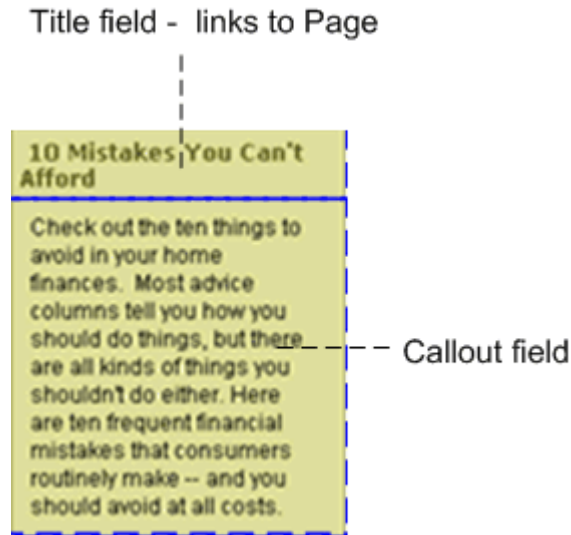 Title field -  links to Page
10 Mistakes You Can't
Afford
Check out the ten things to
avoid in your home
finances.  Most advice
columns tell you how you
should do things, but there
are all kinds of things you
shouldn't do either. Here
are ten frequent financial
mistakes that consumers
routinely make -- and you
should avoid at all costs.
Callout field